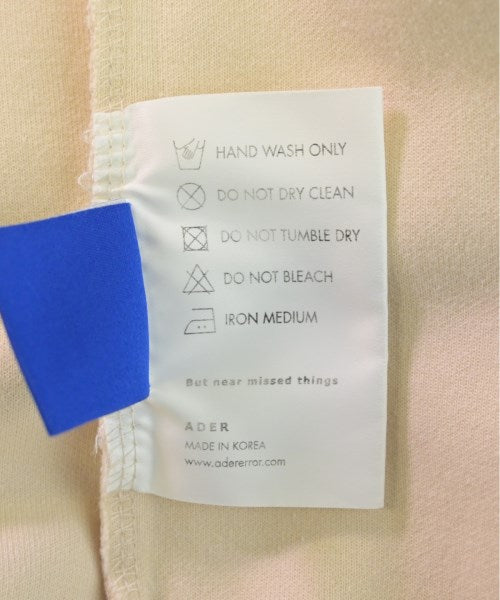 HAND WASH ONLY
DO NOT DRY CLEAN
DO NOT TUMBLE DRY
DO NOT BLEACH
IRON MEDIUM
But near missed things
ADER
MADE IN KOREA
www.adererror.com